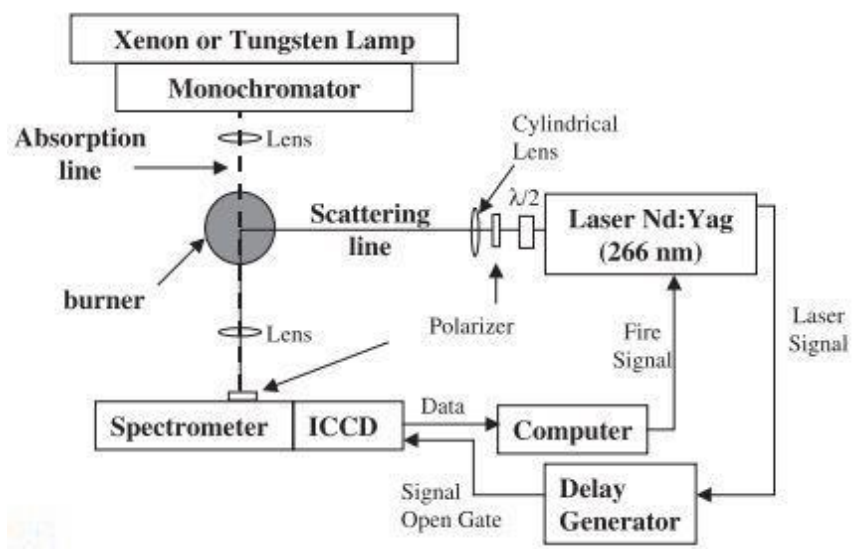 Xenon or Tungsten Lamp
Monochromator
Absorption
line
Lens
Cylindrical
Lens
λ/2
Scattering
line
Laser Nd:Yag
(266 nm)
burner
Lens
Polarizer
Fire
Signal
Laser
Signal
Spectrometer
ICCD
Data
Computer
Signal
Open Gate
Delay
Generator